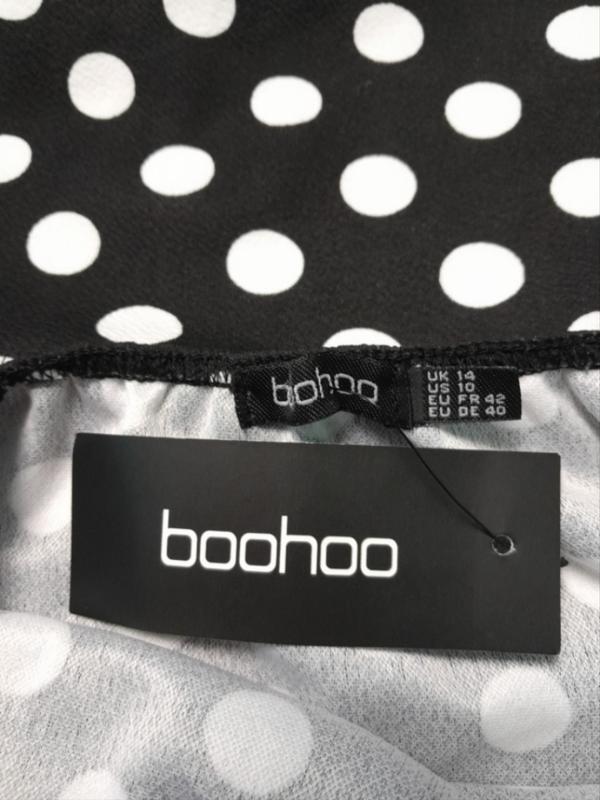 boohoo
UK 14
US 10
EU FR 42
EU DE 40
boohoo